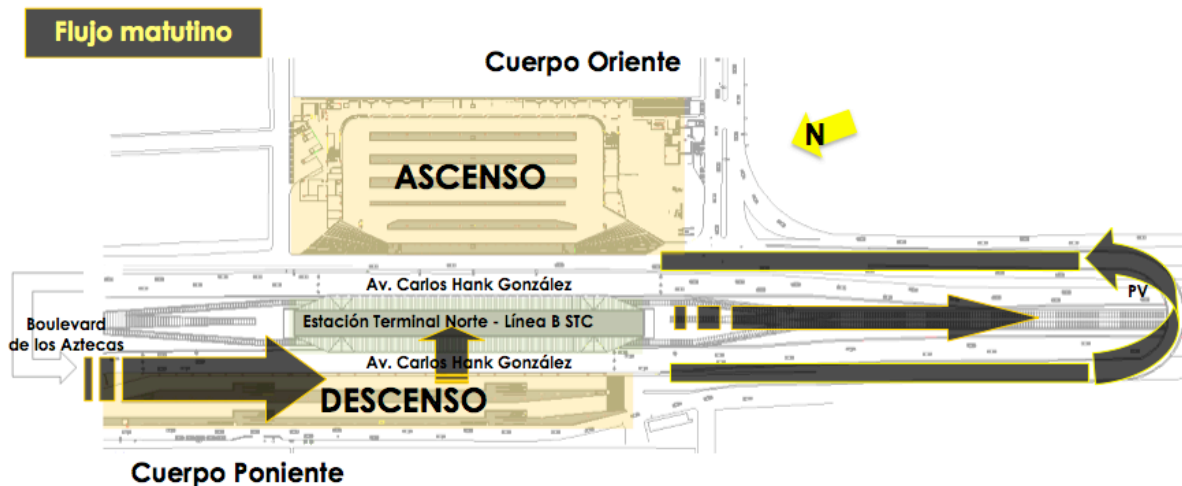 Flujo matutino
Cuerpo Oriente
N
ASCENSO
Av. Carlos Hank González
PV
Estación Terminal Norte - Línea B STC
Boulevard
de los Aztecas
Av. Carlos Hank González
DESCENSO
Cuerpo Poniente